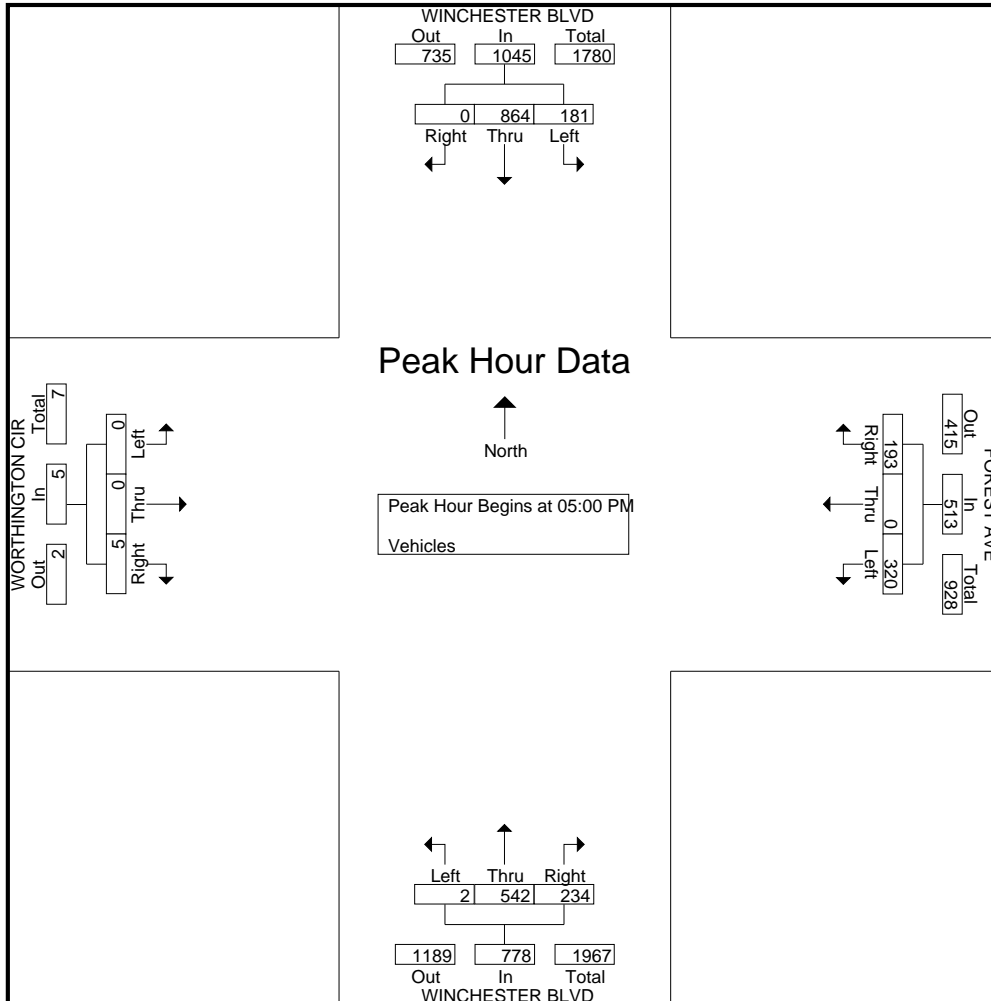 WINCHESTER BLVD
Out In Total
735 1045 1780
0 864 181
Right Thru Left
Peak Hour Data
North
Peak Hour Begins at 05:00 PM
Vehicles
WORTHINGTON CIR
Total In Out
7 5 2
0 0 5
Left Thru Right
FOREST AVE
Out In Total
415 513 928
193 0 320
Right Thru Left
Left Thru Right
2 542 234
1189 778 1967
Out In Total
WINCHESTER BLVD